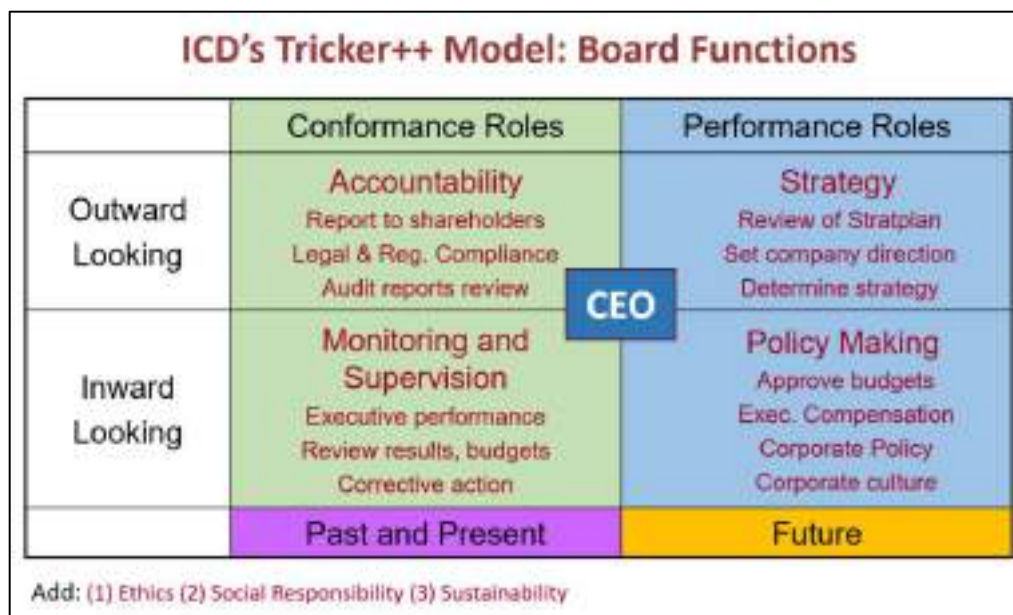 ICD's Tricker++ Model: Board Functions
Conformance Roles
Performance Roles
Outward
Looking
Accountability
Report to shareholders
Legal & Reg. Compliance
Audit reports review
Strategy
Review of Stratplan
Set company direction
Determine strategy
CEO
Inward
Looking
Monitoring and
Supervision
Executive performance
Review results, budgets
Corrective action
Policy Making
Approve budgets
Exec. Compensation
Corporate Policy
Corporate culture
Past and Present
Future
Add: (1) Ethics (2) Social Responsibility (3) Sustainability